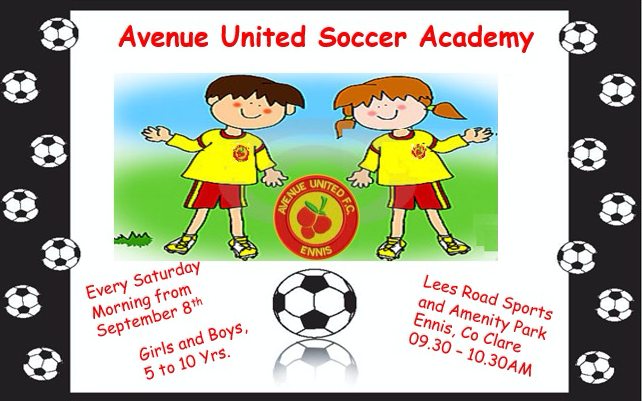 Avenue United Soccer Academy
AVENUE UNITED F.C.
ENNIS
Every Saturday
Morning from
September 8th
Girls and Boys,
5 to 10 Yrs.
Lees Road Sports
and Amenity Park
Ennis, Co Clare
09.30 – 10.30AM